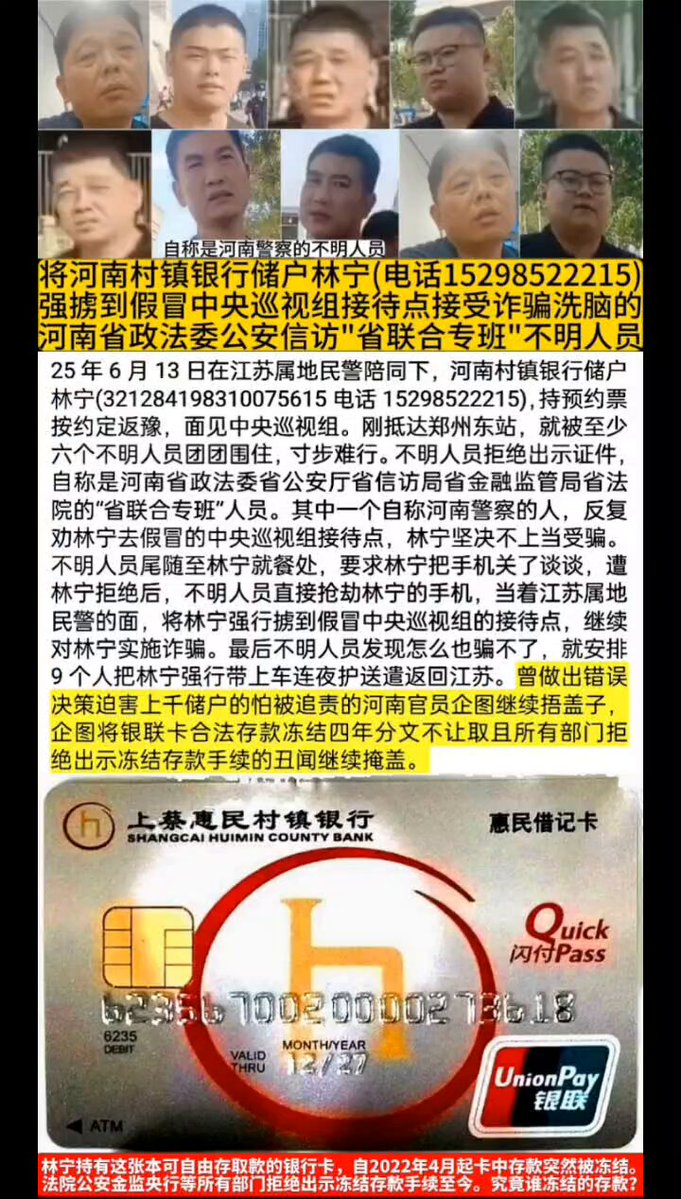 自称是河南警察的不明人员
将河南村镇银行储户林宁(电话15298522215)
强掳到假冒中央巡视组接待点接受诈骗洗脑的
河南省政法委公安信访"省联合专班"不明人员
25 年 6 月 13 日在江苏属地民警陪同下，河南村镇银行储户
林宁(321284198310075615 电话 15298522215)，持预约票
按约定返豫，面见中央巡视组。刚抵达郑州东站，就被至少
六个不明人员团团围住，寸步难行。不明人员拒绝出示证件，
自称是河南省政法委省公安厅省信访局省金融监管局省法
院的“省联合专班”人员。其中一个自称河南警察的人，反复
劝林宁去假冒的中央巡视组接待点，林宁坚决不上当受骗。
不明人员尾随至林宁就餐处，要求林宁把手机关了谈谈，遭
林宁拒绝后，不明人员直接抢劫林宁的手机，当着江苏属地
民警的面，将林宁强行掳到假冒中央巡视组的接待点，继续
对林宁实施诈骗。最后不明人员发现怎么也骗不了，就安排
9 个人把林宁强行带上车连夜护送遣返回江苏。曾做出错误
决策迫害上千储户的怕被追责的河南官员企图继续捂盖子，
企图将银联卡合法存款冻结四年分文不让取且所有部门拒
绝出示冻结存款手续的丑闻继续掩盖。
上蔡惠民村镇银行
SHANGCAI HUIMIN COUNTY BANK
惠民借记卡
Quick
闪付Pass
6235670020000273618
6235
DEBIT
MONTH/YEAR
VALID
THRU
12/27
UnionPay
银联
ATM
林宁持有这张本可自由存取款的银行卡，自2022年4月起卡中存款突然被冻结。
法院公安金监央行等所有部门拒绝出示冻结存款手续至今。究竟谁冻结的存款？